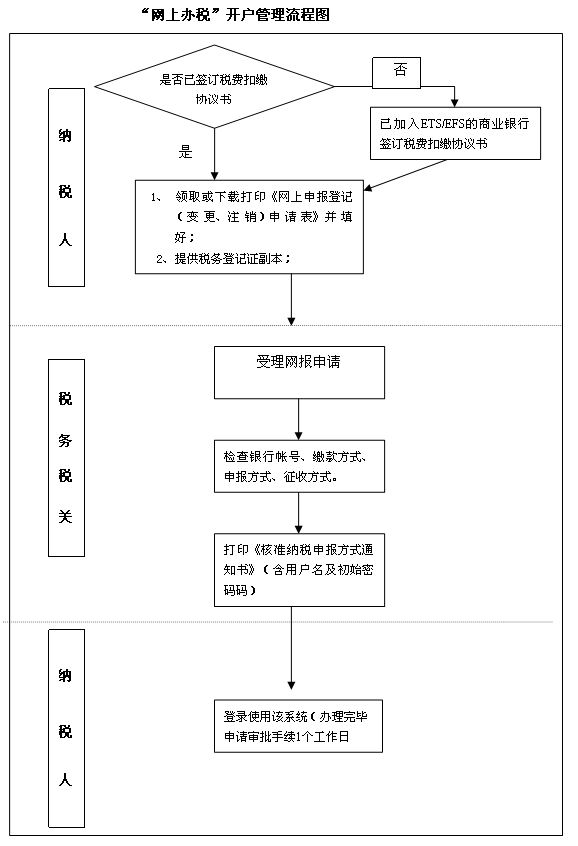 “网上办税”开户管理流程图
是否已签订税费扣缴
协议书
否
已加入ETS/EFS的商业银行
签订税费扣缴协议书
是
纳
税
人
1、 领取或下载打印《网上申报登记
(变更、注销)申请表》并填
好；
2、提供税务登记证副本；
税
务
税
关
受理网报申请
检查银行帐号、缴款方式、
申报方式、征收方式。
打印《核准纳税申报方式通
知书》(含用户名及初始密
码码)
纳
税
人
登录使用该系统(办理完毕
申请审批手续1个工作日